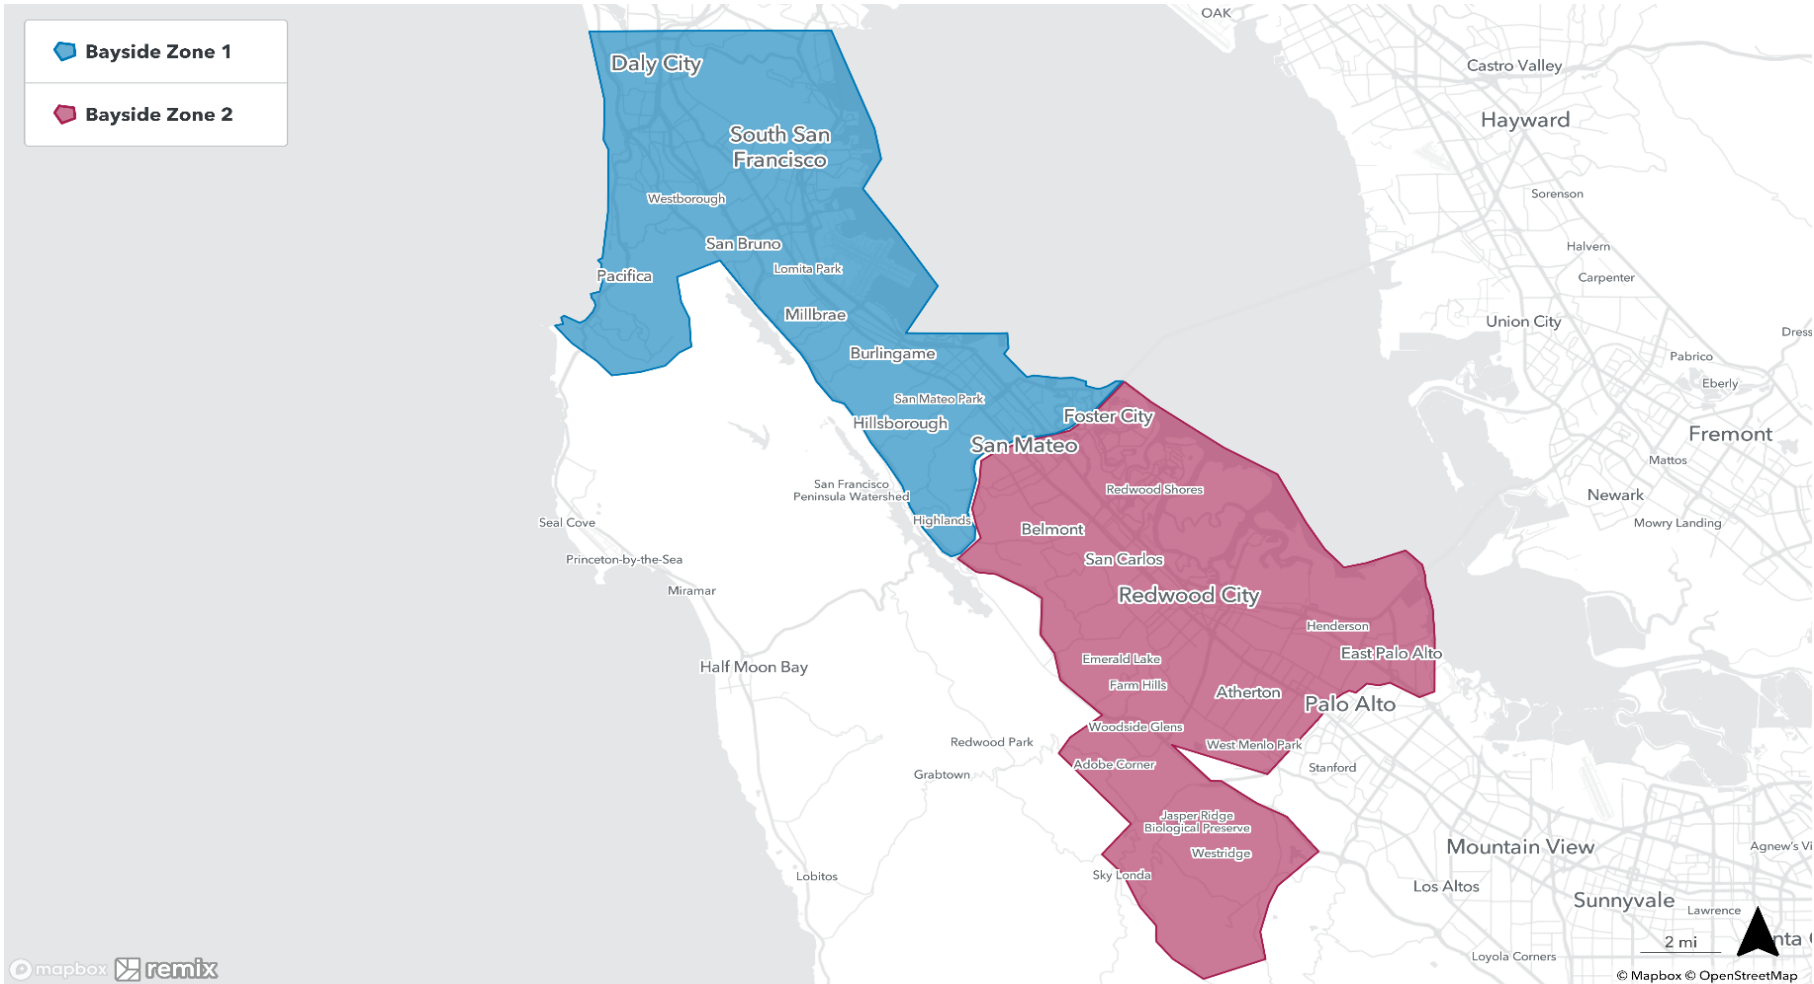 Bayside Zone 1
Bayside Zone 2
OAK
Daly City
Castro Valley
Hayward
South San
Francisco
Westborough
Sorenson
San Bruno
Halvern
Lomita Park
Pacifica
Carpenter
Millbrae
Union City
Dress
Burlingame
Pabrico
Eberly
San Mateo Park
Foster City
Hillsborough
Fremont
San Mateo
Mattos
San Francisco
Peninsula Watershed
Redwood Shores
Newark
Seal Cove
Highlands
Mowry Landing
Belmont
Princeton-by-the-Sea
San Carlos
Miramar
Redwood City
Henderson
East Palo Alto
Half Moon Bay
Emerald Lake
Farm Hills
Atherton
Palo Alto
Woodside Glens
Redwood Park
West Menlo Park
Adobe Corner
Stanford
Grabtown
Jasper Ridge
Biological Preserve
Mountain View
Agnew's Vi
Westridge
Sky Londa
Lobitos
Los Altos
Sunnyvale
Lawrence
2 mi
nta C
Loyola Corners
mapbox
remix
© Mapbox © OpenStreetMap